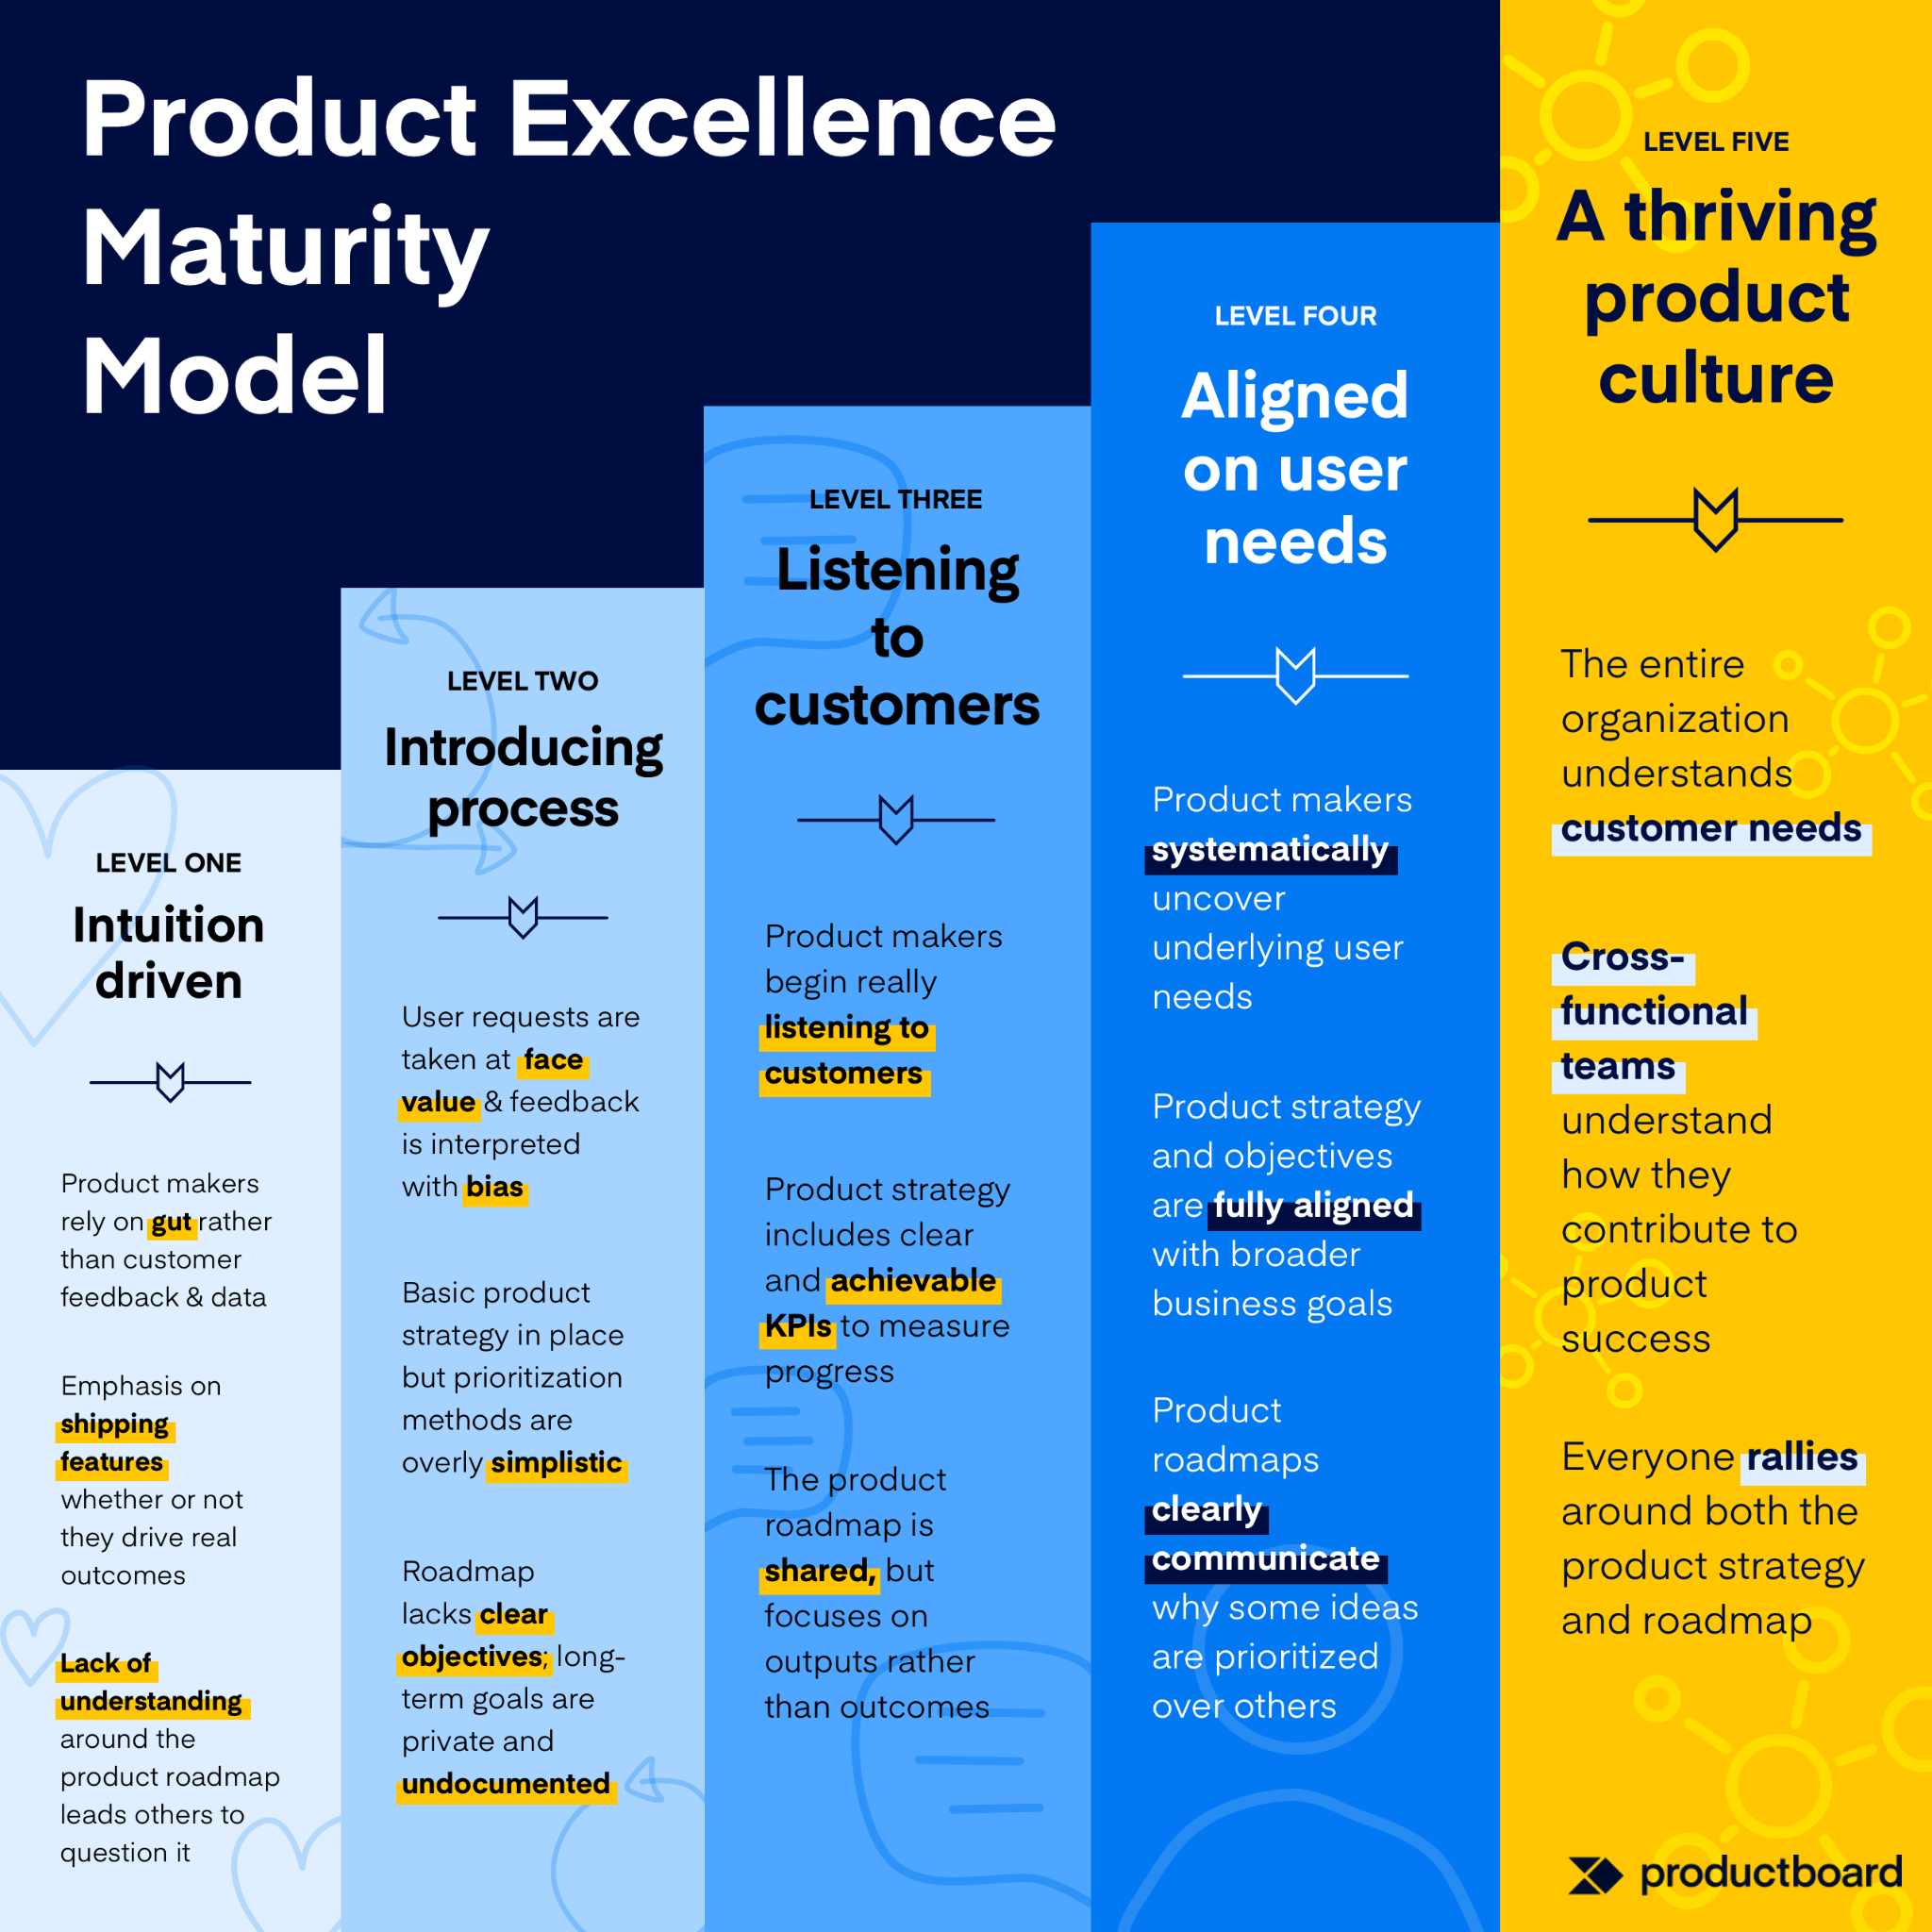 Product Excellence
Maturity
Model
LEVEL ONE
Intuition
driven
Product makers
rely on gut rather
than customer
feedback & data
Emphasis on
shipping
features
whether or not
they drive real
outcomes
Lack of
understanding
around the
product roadmap
leads others to
question it
LEVEL TWO
Introducing
process
User requests are
taken at face
value & feedback
is interpreted
with bias
Basic product
strategy in place
but prioritization
methods are
overly simplistic
Roadmap
lacks clear
objectives; long-
term goals are
private and
undocumented
LEVEL THREE
Listening
to
customers
Product makers
begin really
listening to
customers
Product strategy
includes clear
and achievable
KPIs to measure
progress
The product
roadmap is
shared, but
focuses on
outputs rather
than outcomes
LEVEL FOUR
Aligned
on user
needs
Product makers
systematically
uncover
underlying user
needs
Product strategy
and objectives
are fully aligned
with broader
business goals
Product
roadmaps
clearly
communicate
why some ideas
are prioritized
over others
LEVEL FIVE
A thriving
product
culture
The entire
organization
understands
customer needs
Cross-
functional
teams
understand
how they
contribute to
product
success
Everyone rallies
around both the
product strategy
and roadmap
productboard